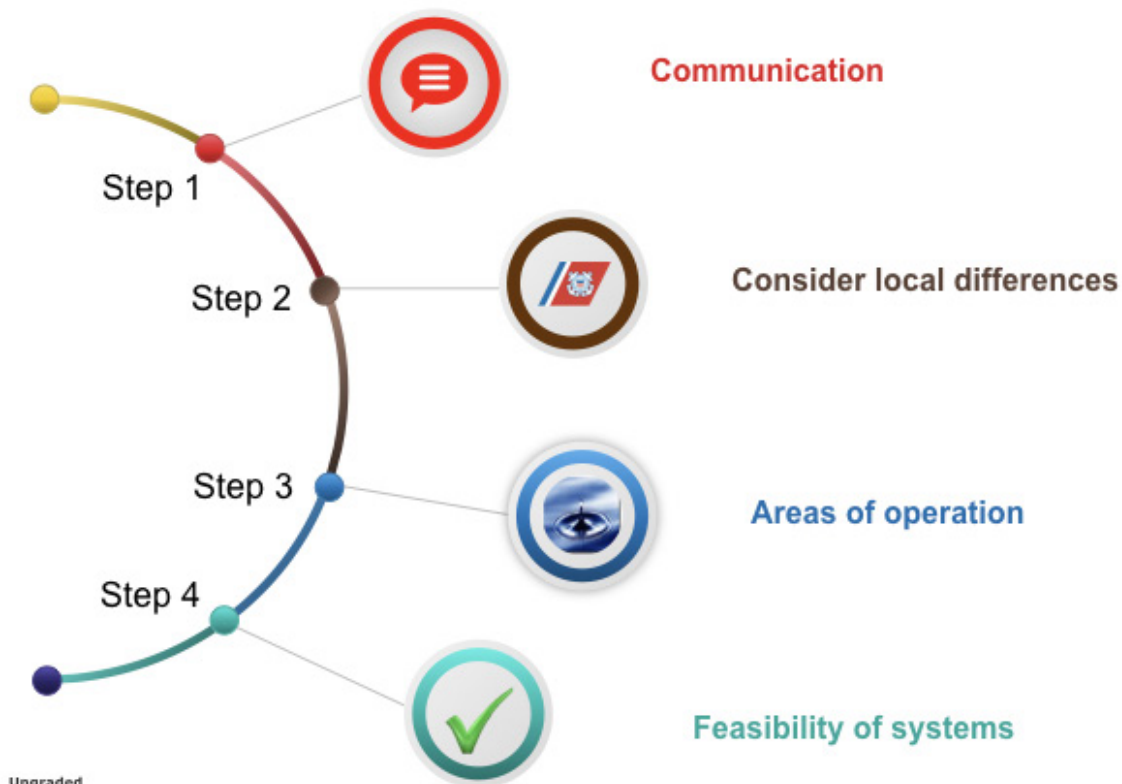 Communication
Step 1
Step 2
Consider local differences
Step 3
Areas of operation
Step 4
Feasibility of systems
Ungraded